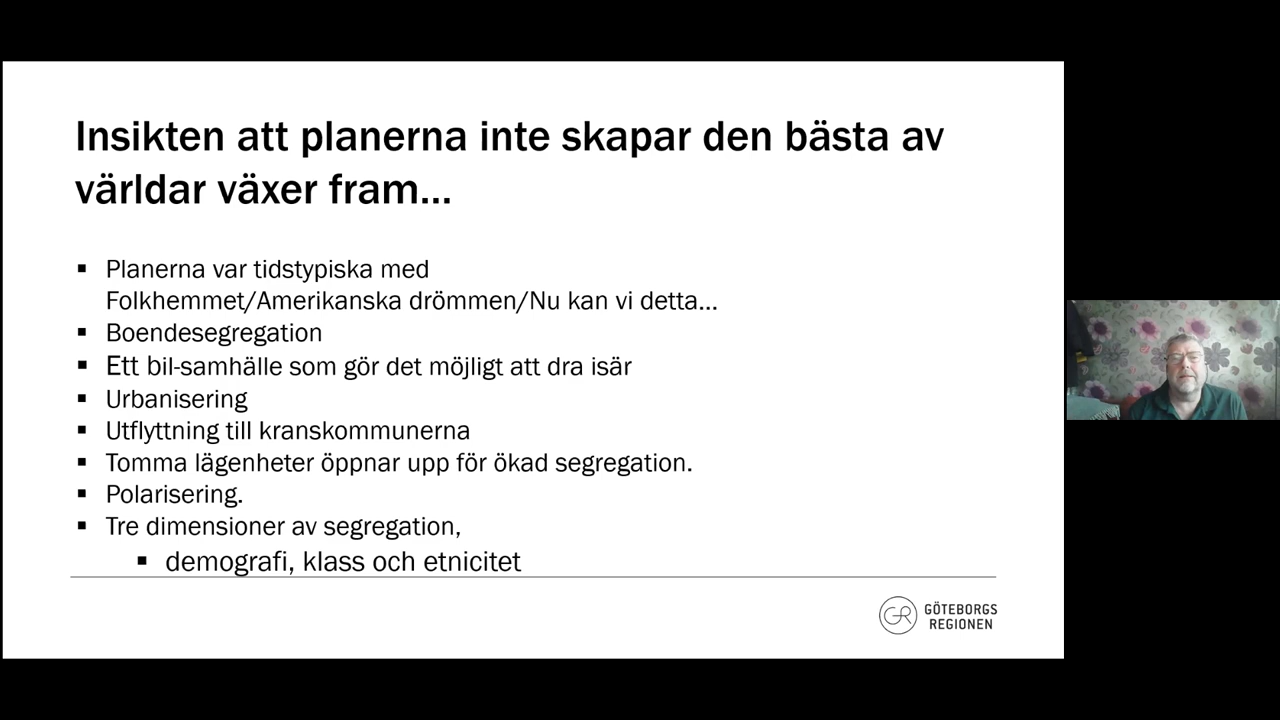 Insikten att planerna inte skapar den bästa av
världar växer fram...
▪ Planerna var tidstypiska med
Folkhemmet/Amerikanska drömmen/Nu kan vi detta...
▪ Boendesegregation
▪ Ett bil-samhälle som gör det möjligt att dra isär
▪ Urbanisering
▪ Utflyttning till kranskommunerna
▪ Tomma lägenheter öppnar upp för ökad segregation.
▪ Polarisering.
▪ Tre dimensioner av segregation,
▪ demografi, klass och etnicitet
GR GÖTEBORGS
REGIONEN